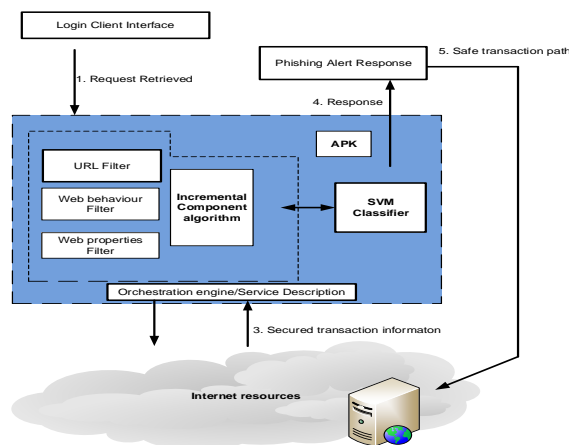 Login Client Interface
5. Safe transaction path
Phishing Alert Response
1. Request Retrieved
4. Response
APK
URL Filter
Web behaviour
Filter
Incremental
Component
algorithm
SVM
Classifier
Web properties
Filter
Orchestration engine/Service Description
3. Secured transaction informaton
Internet resources